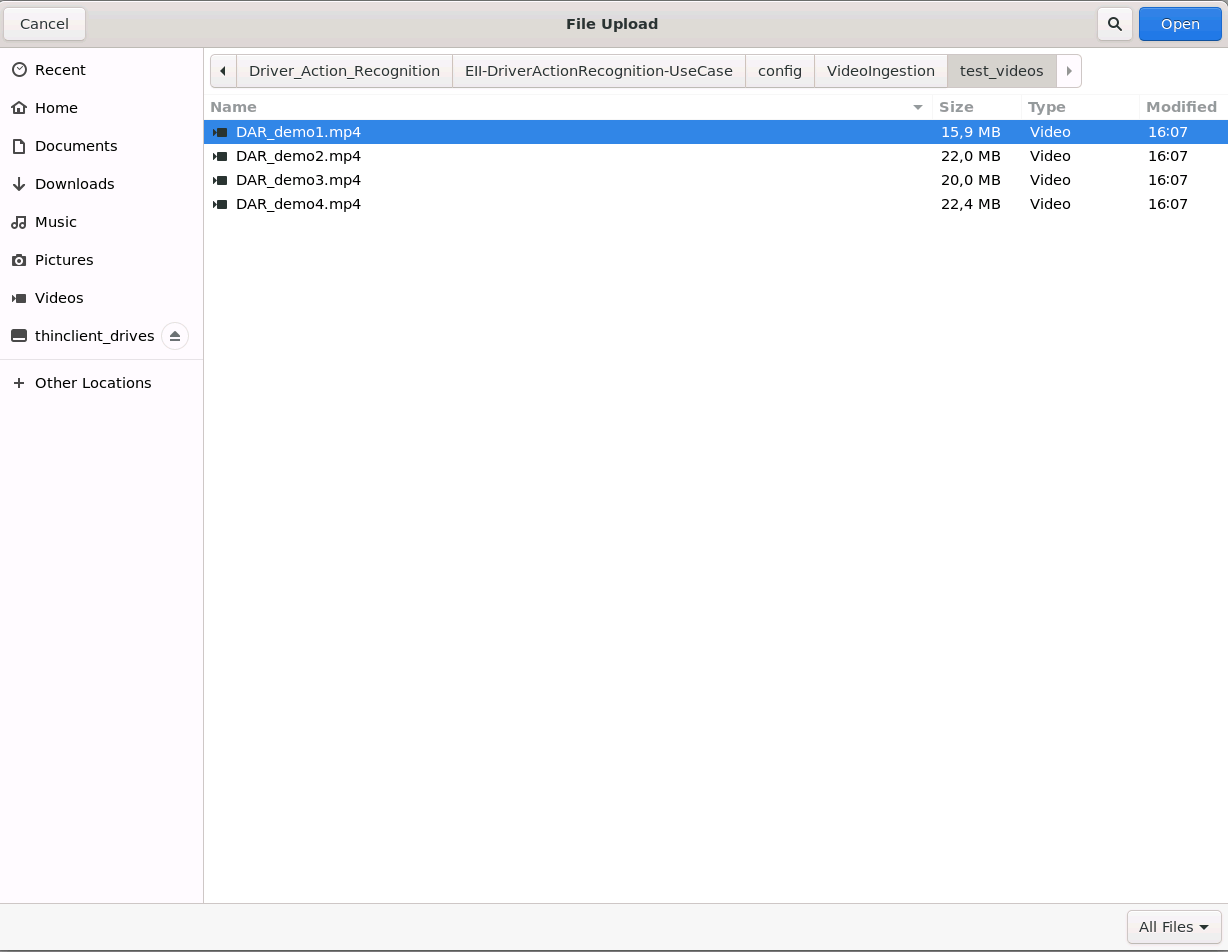 Cancel File Upload Open
Recent
Home
Documents
Downloads
Music
Pictures
Videos
thinclient_drives
Other Locations
Driver_Action_Recognition EII-DriverActionRecognition-UseCase config VideoIngestion test_videos
Name Size Type Modified
DAR_demo1.mp4 15,9 MB Video 16:07
DAR_demo2.mp4 22,0 MB Video 16:07
DAR_demo3.mp4 20,0 MB Video 16:07
DAR_demo4.mp4 22,4 MB Video 16:07
All Files